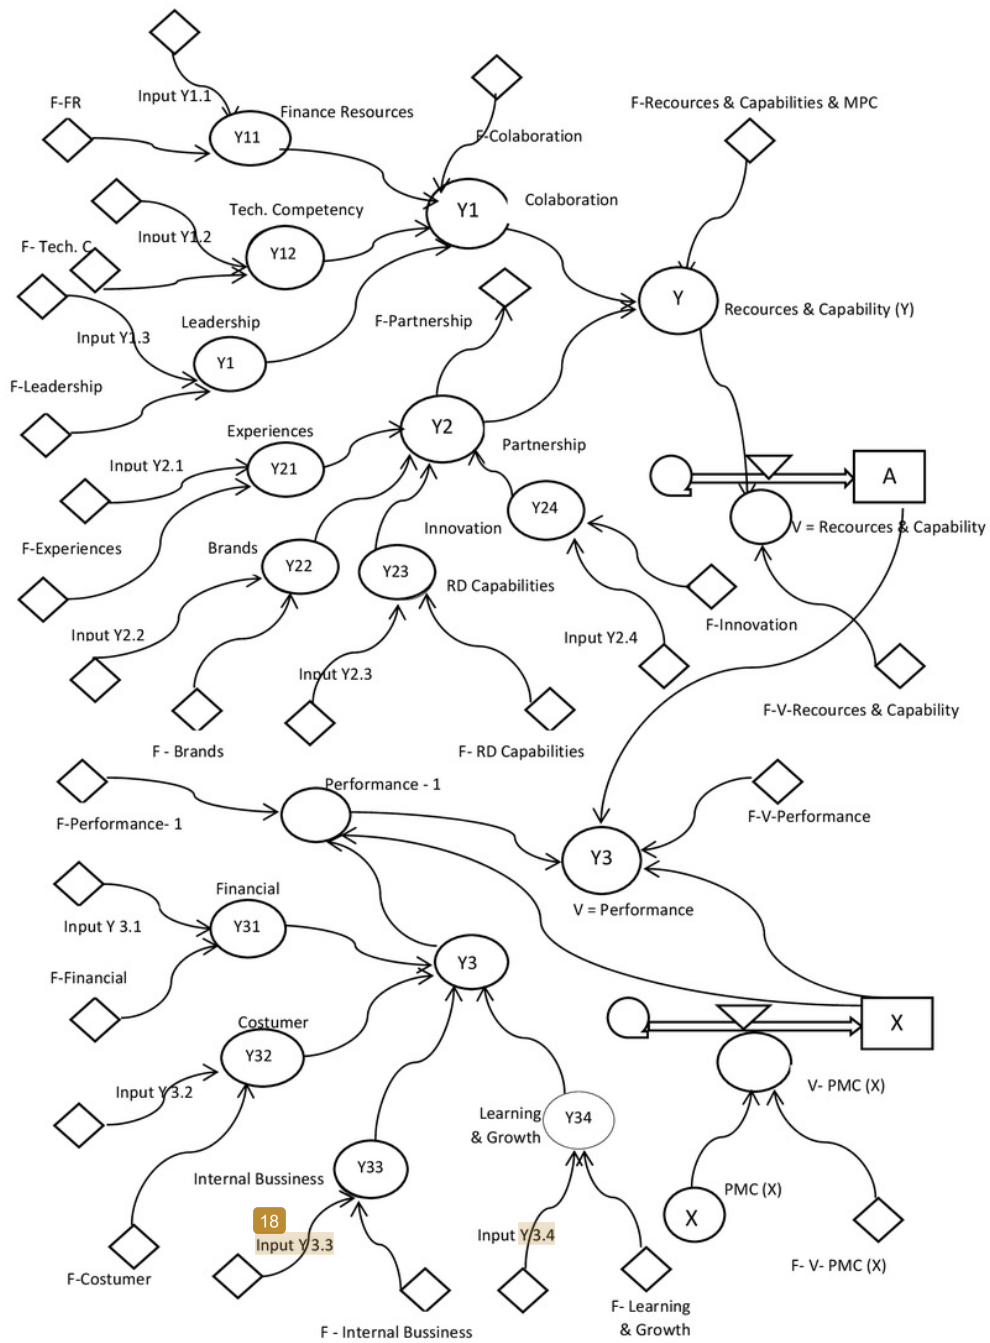 F-FR
Input Y1.1
Y11
Finance Resources
F-Colaboration
F-Recources & Capabilities & MPC
Tech. Competency
Y1
Colaboration
Input Y1.2
F- Tech. C
Y12
Y
Recources & Capability (Y)
Leadership
F-Partnership
Input Y1.3
Y1
F-Leadership
Experiences
Y2
Partnership
Input Y2.1
Y21
A
F-Experiences
Brands
Y22
Innovation
Y24
V = Recources & Capability
Y23
RD Capabilities
Input Y2.2
F-Innovation
Input Y2.4
Input Y2.3
F-V-Recources & Capability
F - Brands
F- RD Capabilities
Performance - 1
F-Performance- 1
F-V-Performance
Y3
V = Performance
Financial
Input Y 3.1
Y31
F-Financial
Y3
Costumer
X
Y32
Input Y 3.2
V- PMC (X)
Learning
& Growth
Y34
Y33
Internal Bussiness
PMC (X)
X
18
Input Y 3.3
Input Y 3.4
F-Costumer
F- V- PMC (X)
F - Internal Bussiness
F- Learning
& Growth